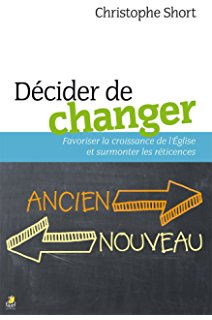 Christophe Short
Décider de
changer
Favoriser la croissance de l'Église
et surmonter les réticences
ANCIEN
NOUVEAU